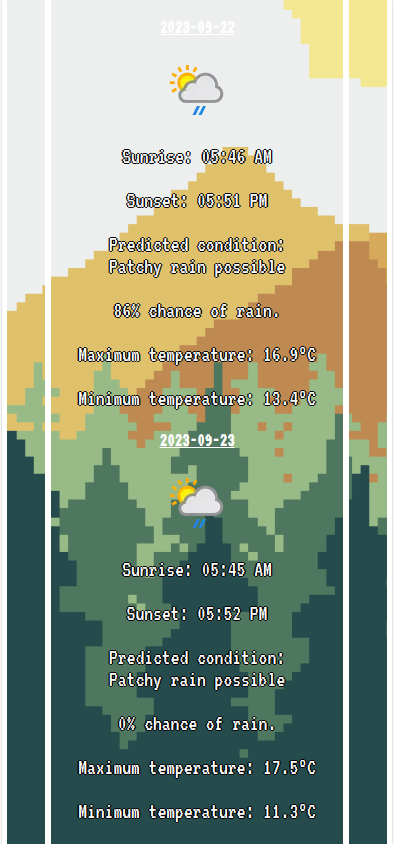 2023-09-22
Sunrise: 05:46 AM
Sunset: 05:51 PM
Predicted condition:
Patchy rain possible
86% chance of rain.
Maximum temperature: 16.9°C
Minimum temperature: 13.4°C
2023-09-23
Sunrise: 05:45 AM
Sunset: 05:52 PM
Predicted condition:
Patchy rain possible
0% chance of rain.
Maximum temperature: 17.5°C
Minimum temperature: 11.3°C